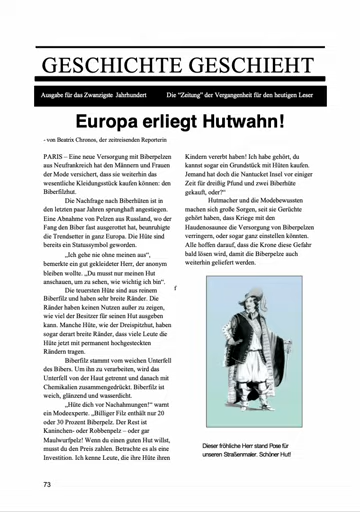 GESCHICHTE GESCHIEHT
Ausgabe für das Zwanzigste Jahrhundert Die "Zeitung" der Vergangenheit für den heutigen Leser
Europa erliegt Hutwahn!
- von Beatrix Chronos, der zeitreisenden Reporterin
PARIS – Eine neue Versorgung mit Biberpelzen
aus Neufrankreich hat den Männern und Frauen
der Mode versichert, dass sie weiterhin das
wesentliche Kleidungsstück kaufen können: den
Biberfilzhut.
Die Nachfrage nach Biberhüten ist in
den letzten paar Jahren sprunghaft angestiegen.
Eine Abnahme von Pelzen aus Russland, wo der
Fang den Biber fast ausgerottet hat, beunruhigte
die Trendsetter in ganz Europa. Die Hüte sind
bereits ein Statussymbol geworden.
„Ich gehe nie ohne meinen aus",
bemerkte ein gut gekleideter Herr, der anonym
bleiben wollte. „Du musst nur meinen Hut
anschauen, um zu sehen, wie wichtig ich bin".
Die teuersten Hüte sind aus reinem
Biberfilz und haben sehr breite Ränder. Die
Ränder haben keinen Nutzen außer zu zeigen,
wie viel der Besitzer für seinen Hut ausgeben
kann. Manche Hüte, wie der Dreispitzhut, haben
sogar derart breite Ränder, dass viele Leute die
Hüte jetzt mit permanent hochgesteckten
Rändern tragen.
Biberfilz stammt vom weichen Unterfell
des Bibers. Um ihn zu verarbeiten, wird das
Unterfell von der Haut getrennt und danach mit
Chemikalien zusammengedrückt. Biberfilz ist
weich, glänzend und wasserdicht.
„Hüte dich vor Nachahmungen!" warnt
ein Modeexperte. „Billiger Filz enthält nur 20
oder 30 Prozent Biberpelz. Der Rest ist
Kaninchen- oder Robbenpelz – oder gar
Maulwurfpelz! Wenn du einen guten Hut willst,
musst du den Preis zahlen. Betrachte es als eine
Investition. Ich kenne Leute, die ihre Hüte ihren
f
Kindern vererbt haben! Ich habe gehört, du
kannst sogar ein Grundstück mit Hüten kaufen.
Jemand hat doch die Nantucket Insel vor einiger
Zeit für dreißig Pfund und zwei Biberhüte
gekauft, oder?"
Hutmacher und die Modebewussten
machen sich große Sorgen, seit sie Gerüchte
gehört haben, dass Kriege mit den
Haudenosaunee die Versorgung von Biberpelzen
verringern, oder sogar ganz einstellen könnten.
Alle hoffen darauf, dass die Krone diese Gefahr
bald lösen wird, damit die Biberpelze auch
weiterhin geliefert werden.
Dieser fröhliche Herr stand Pose für
unseren Straßenmaler. Schöner Hut!
73